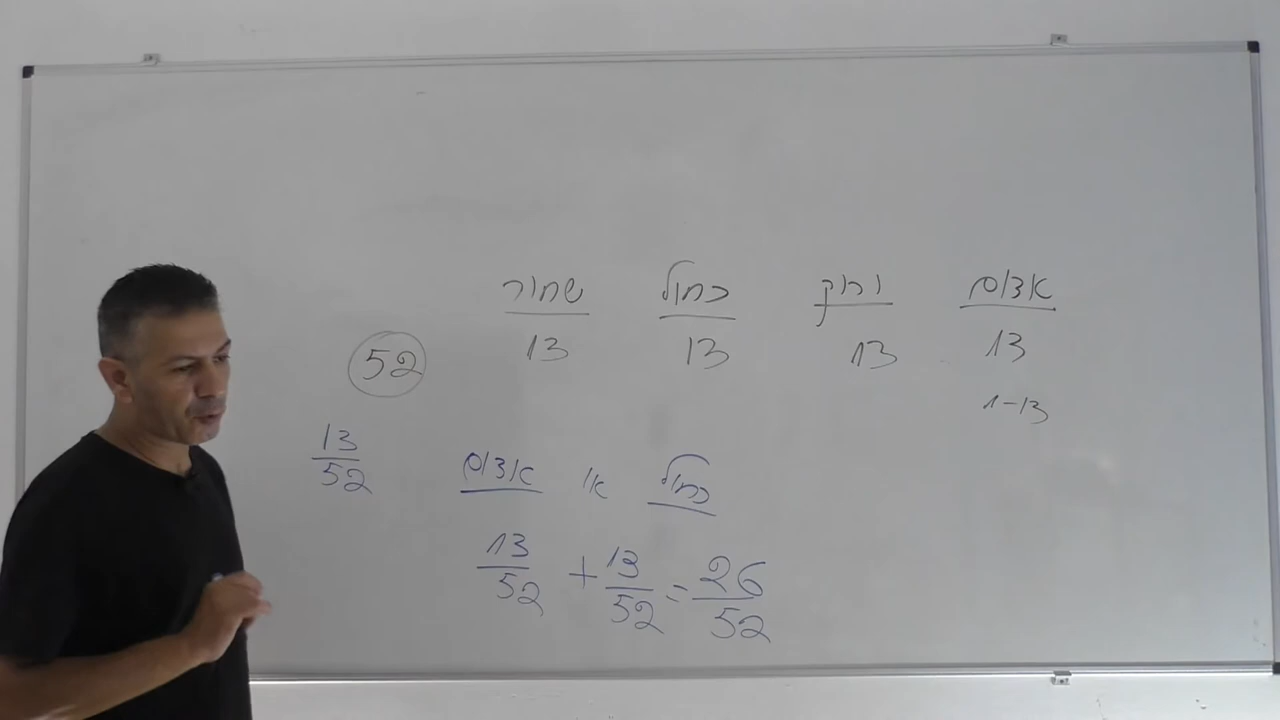 אדום ירוק כחול שחור
13 13 13 13
52
1-13
13/52
כחול או אדום
13/52 + 13/52 = 26/52